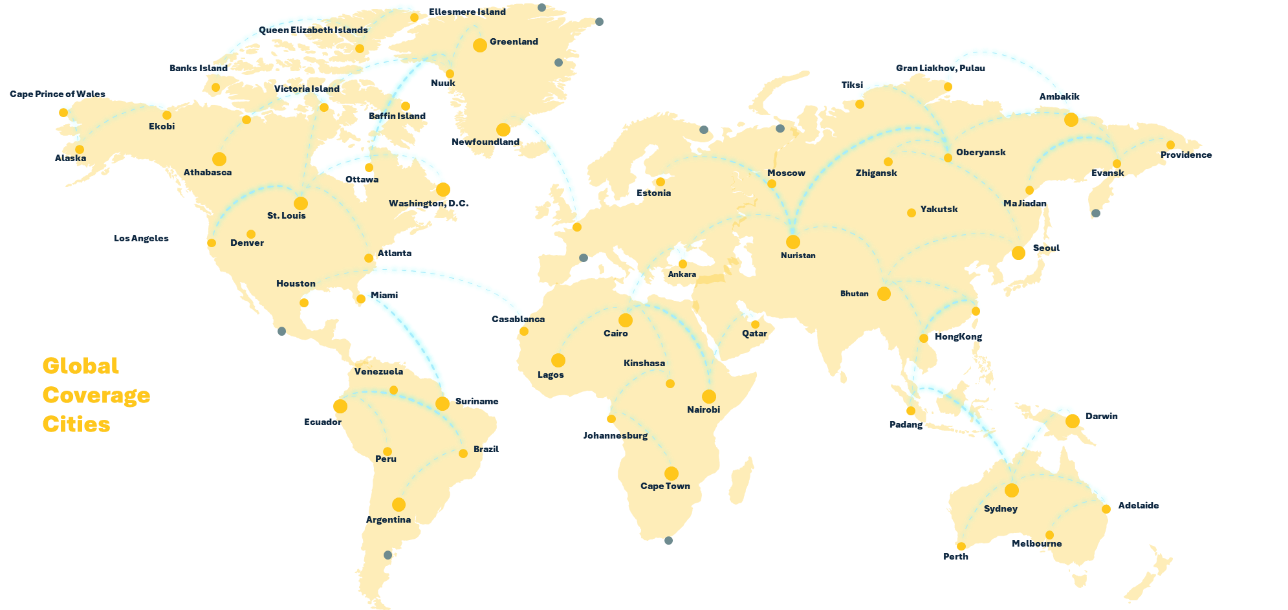 Ellesmere Island
Queen Elizabeth Islands
Greenland
Banks Island
Nuuk
Gran Liakhov, Pulau
Victoria Island
Tiksi
Cape Prince of Wales
Ambakik
Baffin Island
Ekobi
Newfoundland
Oberyansk
Providence
Alaska
Athabasca
Ottawa
Moscow
Zhigansk
Evansk
Estonia
Washington, D.C.
Ma Jiadan
St. Louis
Yakutsk
Los Angeles
Denver
Seoul
Atlanta
Nuristan
Ankara
Houston
Miami
Bhutan
Casablanca
Cairo
Qatar
HongKong
Kinshasa
Global
Coverage
Cities
Venezuela
Lagos
Suriname
Nairobi
Ecuador
Padang
Darwin
Johannesburg
Brazil
Peru
Cape Town
Sydney
Adelaide
Argentina
Melbourne
Perth